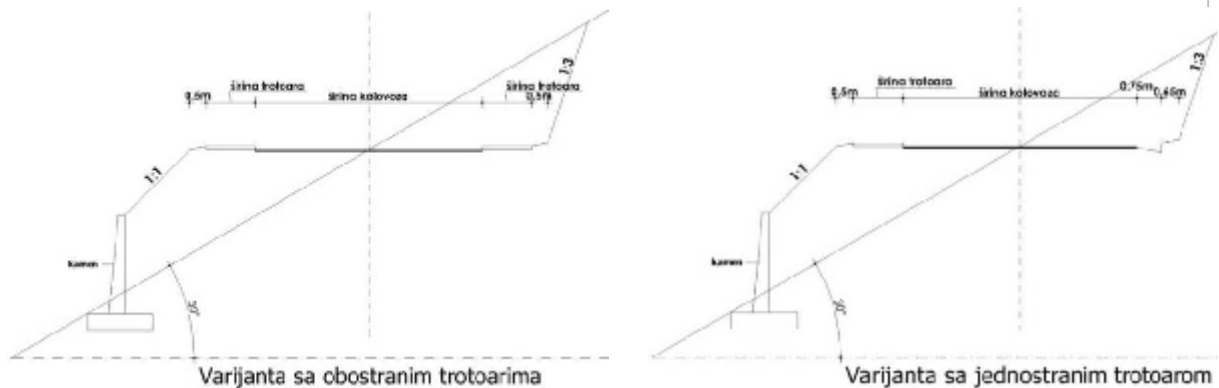 1:3
širina trotoara
širina kolovoza
širina trotoara
0,5m
0,5m
1:1
kamen
Varijanta sa obostranim trotoarima
1:3
širina trotoara
širina kolovoza
0,5m
0,75m
0,65m
1:1
kamen
Varijanta sa jednostranim trotoarom